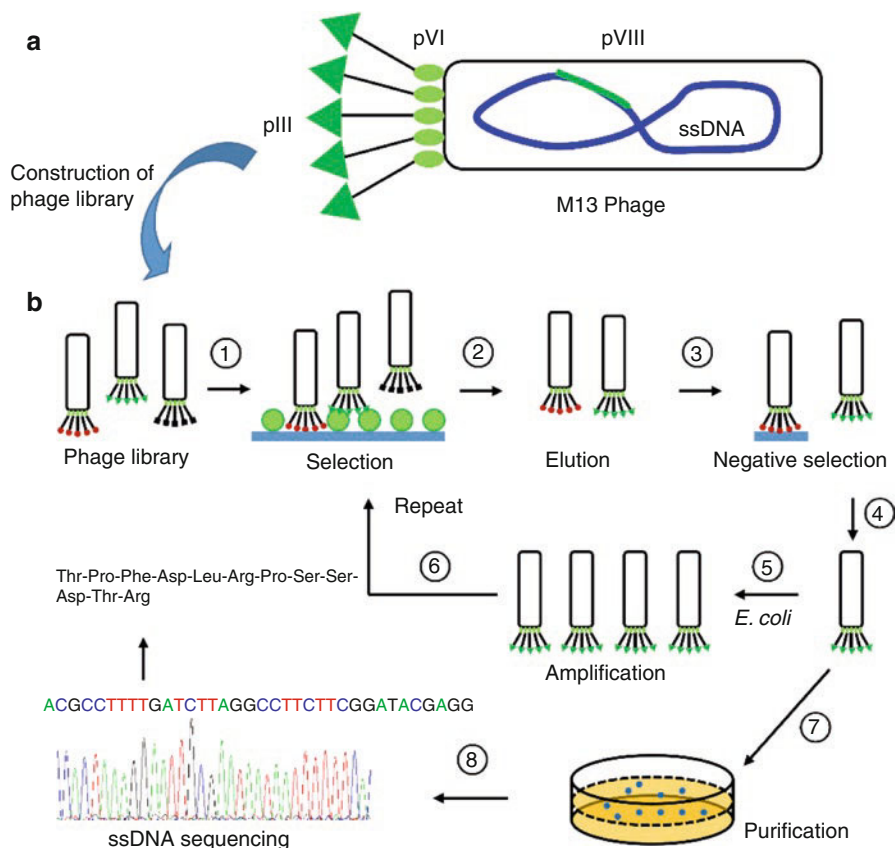 a
pVI
pVIII
pIII
ssDNA
M13 Phage
Construction of
phage library
b
1
2
3
Phage library
Selection
Elution
Negative selection
4
Repeat
5
6
E. coli
Thr-Pro-Phe-Asp-Leu-Arg-Pro-Ser-Ser-
Asp-Thr-Arg
Amplification
ACGCCTTTTGATCTTAGGCCTTCTTCGGATACGAGG
7
8
ssDNA sequencing
Purification